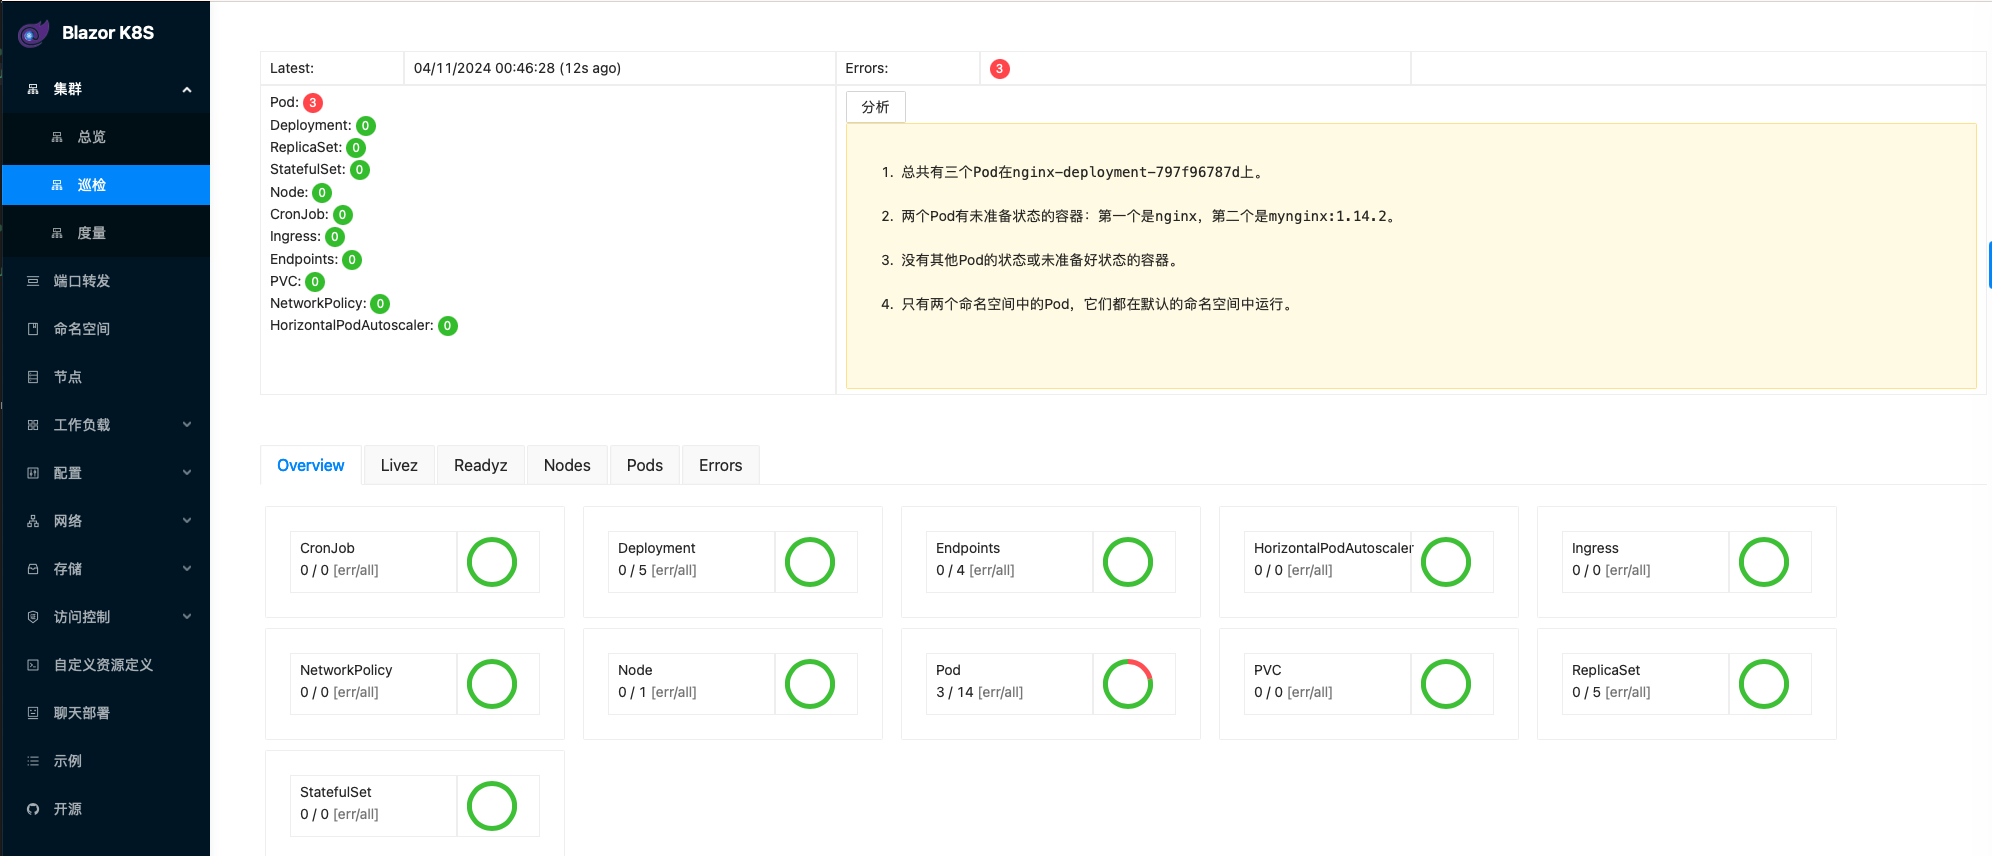 Blazor K8S
集群
总览
巡检
度量
端口转发
命名空间
节点
工作负载
配置
网络
存储
访问控制
自定义资源定义
聊天部署
示例
开源
Latest: 04/11/2024 00:46:28 (12s ago) Errors: 3
Pod: 3
Deployment: 0
ReplicaSet: 0
StatefulSet: 0
Node: 0
CronJob: 0
Ingress: 0
Endpoints: 0
PVC: 0
NetworkPolicy: 0
HorizontalPodAutoscaler: 0
分析
1. 总共有三个Pod在nginx-deployment-797f96787d上。
2. 两个Pod有未准备状态的容器：第一个是nginx，第二个是mynginx:1.14.2。
3. 没有其他Pod的状态或未准备好状态的容器。
4. 只有两个命名空间中的Pod，它们都在默认的命名空间中运行。
Overview Livez Readyz Nodes Pods Errors
CronJob
0 / 0 [err/all]
Deployment
0 / 5 [err/all]
Endpoints
0 / 4 [err/all]
HorizontalPodAutoscaler
0 / 0 [err/all]
Ingress
0 / 0 [err/all]
NetworkPolicy
0 / 0 [err/all]
Node
0 / 1 [err/all]
Pod
3 / 14 [err/all]
PVC
0 / 0 [err/all]
ReplicaSet
0 / 5 [err/all]
StatefulSet
0 / 0 [err/all]